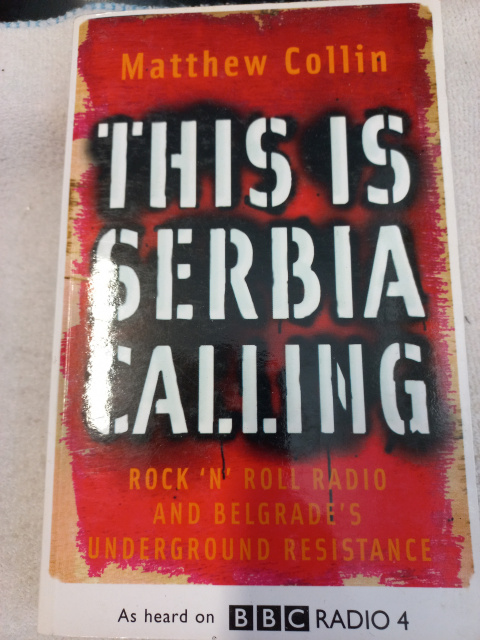 Matthew Collin
THIS IS
SERBIA
CALLING
ROCK 'N' ROLL RADIO
AND BELGRADE'S
UNDERGROUND RESISTANCE
As heard on BBC RADIO 4